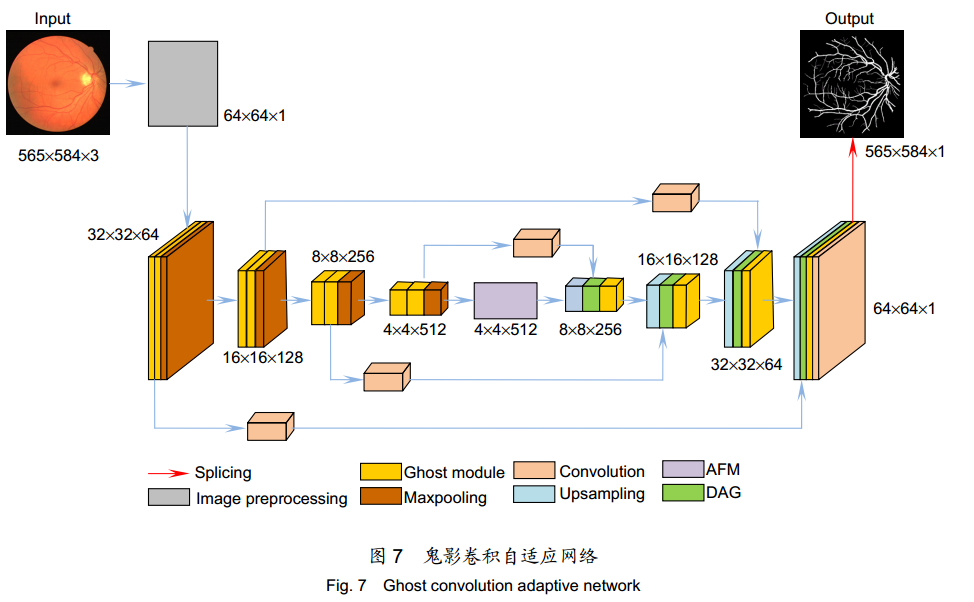 Input
Output
64×64×1
565×584×3
565×584×1
32×32×64
8×8×256
16×16×128
16×16×128
4×4×512
4×4×512
8×8×256
32×32×64
64×64×1
Splicing
Ghost module
Convolution
AFM
Image preprocessing
Maxpooling
Upsampling
DAG
图 7 鬼影卷积自适应网络
Fig. 7 Ghost convolution adaptive network